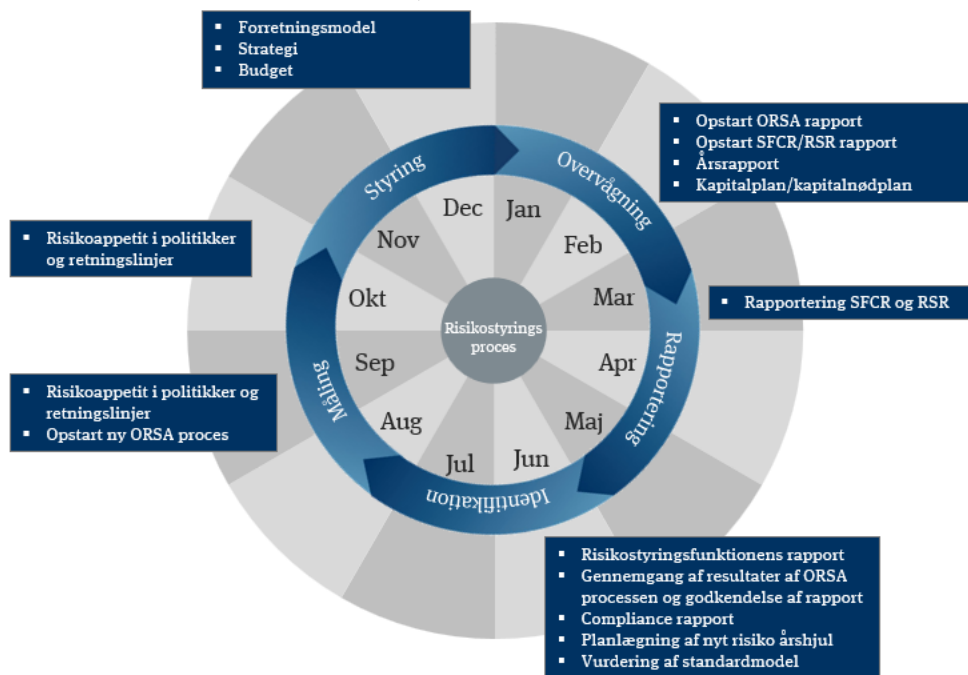 ▪ Forretningsmodel
▪ Strategi
▪ Budget
▪ Opstart ORSA rapport
▪ Opstart SFCR/RSR rapport
▪ Årsrapport
▪ Kapitalplan/kapitalnødplan
▪ Rapportering SFCR og RSR
▪ Risikostyringsfunktionens rapport
▪ Gennemgang af resultater af ORSA
processen og godkendelse af rapport
▪ Compliance rapport
▪ Planlægning af nyt risiko årshjul
▪ Vurdering af standardmodel
▪ Risikoappetit i politikker og
retningslinjer
▪ Opstart ny ORSA proces
▪ Risikoappetit i politikker
og retningslinjer
Overvågning
Rapportering
Identifikation
Måling
Styring
Jan
Feb
Mar
Apr
Maj
Jun
Jul
Aug
Sep
Okt
Nov
Dec
Risikostyrings
proces